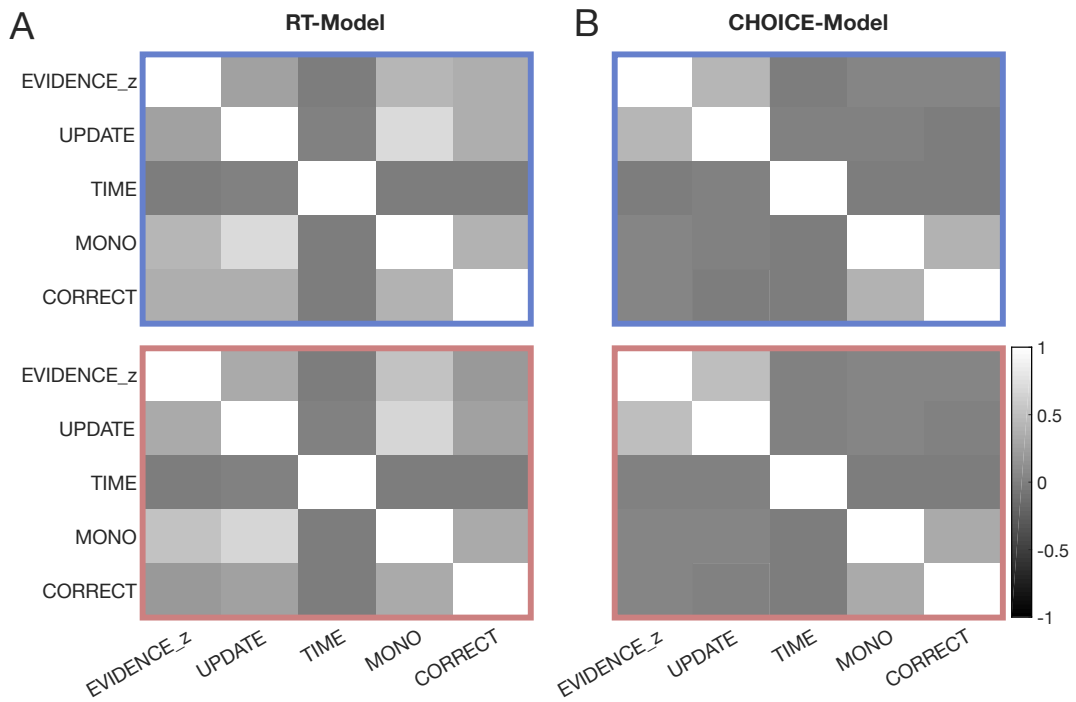 A
RT-Model
B
CHOICE-Model
EVIDENCE_z
UPDATE
TIME
MONO
CORRECT
EVIDENCE_z
UPDATE
TIME
MONO
CORRECT
1
0.5
0
-0.5
-1
EVIDENCE_z
UPDATE
TIME
MONO
CORRECT
EVIDENCE_z
UPDATE
TIME
MONO
CORRECT